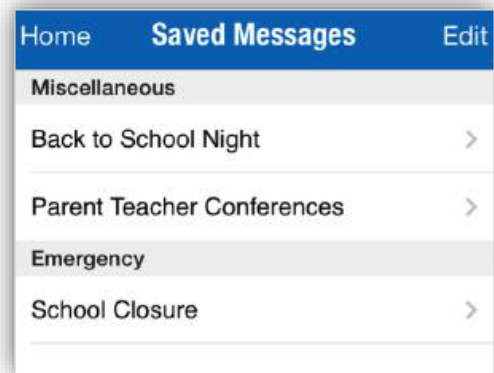 Home Saved Messages Edit
Miscellaneous
Back to School Night
Parent Teacher Conferences
Emergency
School Closure